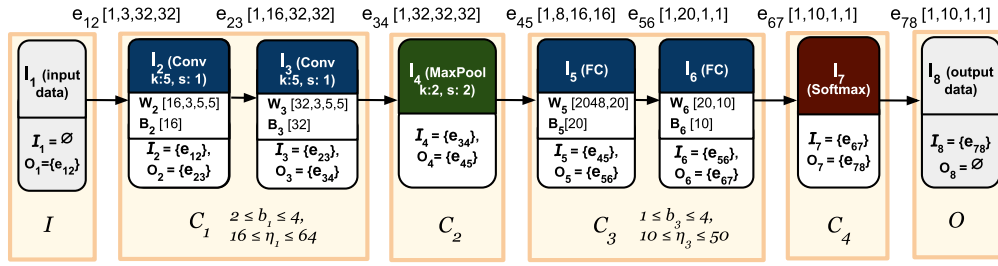 e12 [1,3,32,32]
e23 [1,16,32,32]
e34 [1,32,32,32]
e45 [1,8,16,16]
e56 [1,20,1,1]
e67 [1,10,1,1]
e78 [1,10,1,1]
I1 (input
data)
I1 = ∅
O1={e12}
I
I2 (Conv
k:5, s: 1)
W2 [16,3,5,5]
B2 [16]
I2 = {e12},
O2 = {e23}
I3 (Conv
k:5, s: 1)
W3 [32,3,5,5]
B3 [32]
I3 = {e23},
O3 = {e34}
C1
2 ≤ b1 ≤ 4,
16 ≤ η1 ≤ 64
I4 (MaxPool
k:2, s: 2)
I4 = {e34}
O4 = {e45}
C2
I5 (FC)
W5 [2048,20]
B5[20]
I5 = {e45},
O5 = {e56}
I6 (FC)
W6 [20,10]
B6 [10]
I6 = {e56},
O6 = {e67}
C3
1 ≤ b3 ≤ 4,
10 ≤ η3 ≤ 50
I7
(Softmax)
I7 = {e67}
O7 = {e78}
C4
I8 (output
data)
I8 = {e78}
O8 = ∅
O